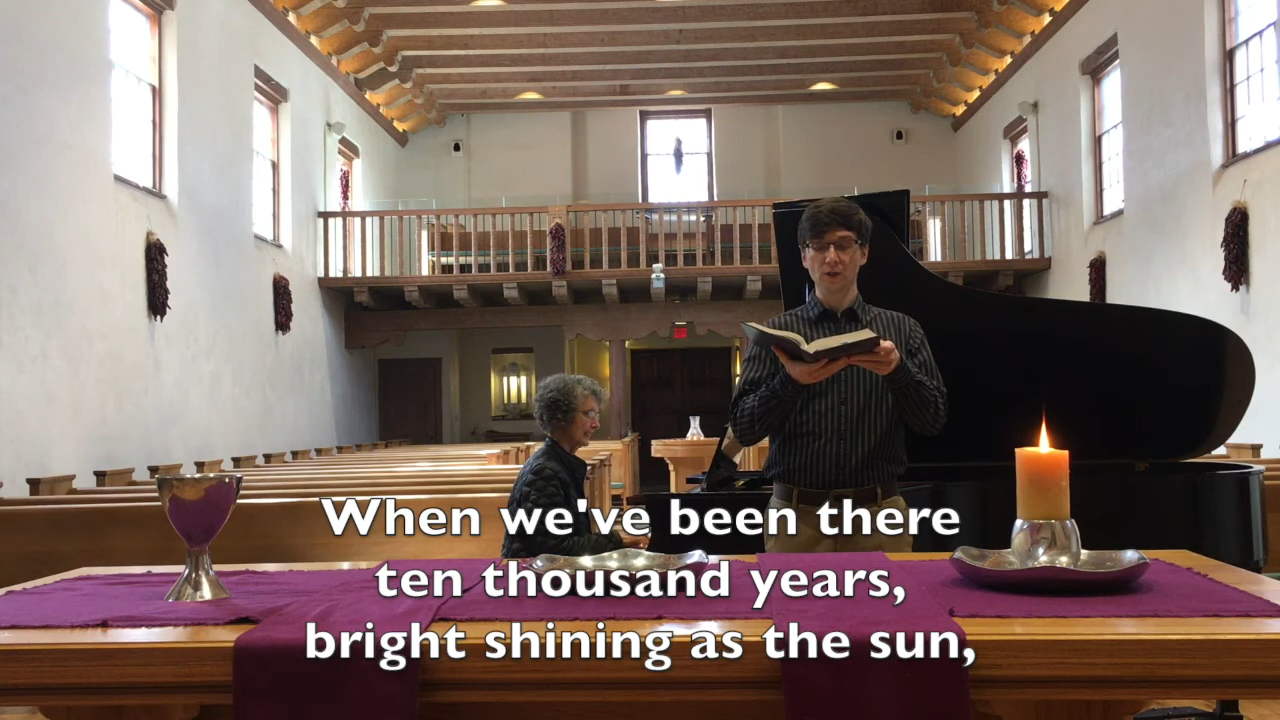 When we've been there
ten thousand years,
bright shining as the sun,